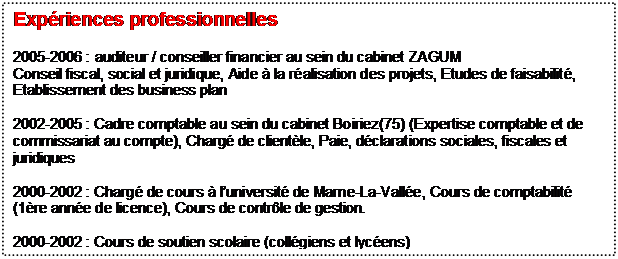 Expériences professionnelles
2005-2006 : auditeur / conseiller financier au sein du cabinet ZAGUM
Conseil fiscal, social et juridique, Aide à la réalisation des projets, Etudes de faisabilité,
Etablissement des business plan
2002-2005 : Cadre comptable au sein du cabinet Boiriez(75) (Expertise comptable et de
commissariat au compte), Chargé de clientèle, Paie, déclarations sociales, fiscales et
juridiques
2000-2002 : Chargé de cours à l'université de Marne-La-Vallée, Cours de comptabilité
(1ère année de licence), Cours de contrôle de gestion.
2000-2002 : Cours de soutien scolaire (collégiens et lycéens)